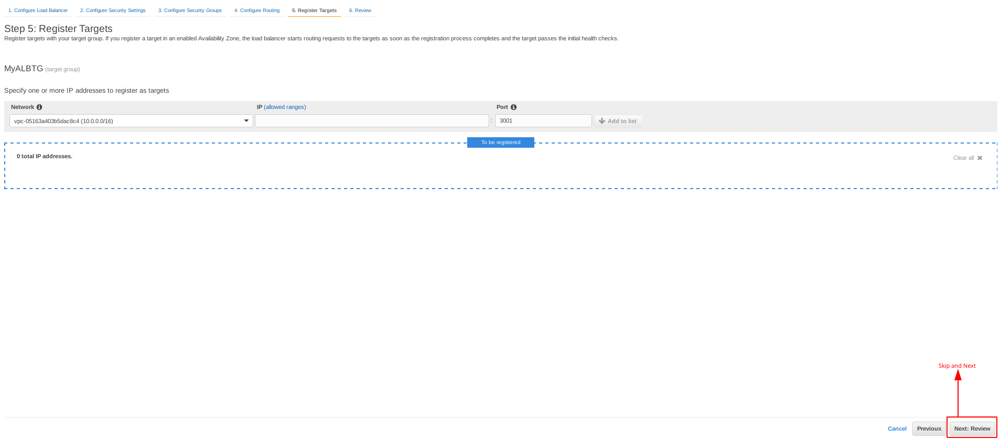 1. Configure Load Balancer 2. Configure Security Settings 3. Configure Security Groups 4. Configure Routing 5. Register Targets 6. Review
Step 5: Register Targets
Register targets with your target group. If you register a target in an enabled Availability Zone, the load balancer starts routing requests to the targets as soon as the registration process completes and the target passes the initial health checks.
MyALBTG (target group)
Specify one or more IP addresses to register as targets
Network IP (allowed ranges) Port
vpc-05163a403b5dac8c4 (10.0.0.0/16) : 3001 Add to list
To be registered
0 total IP addresses. Clear all
Skip and Next
Cancel Previous Next: Review